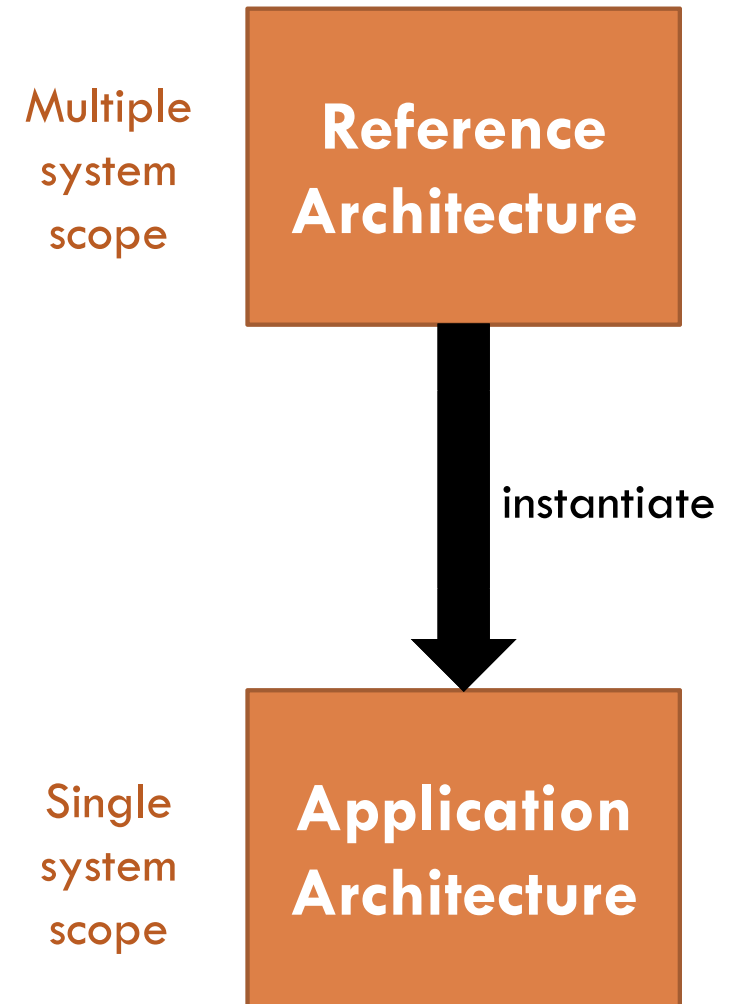 Multiple
system
scope
Reference
Architecture
instantiate
Single
system
scope
Application
Architecture